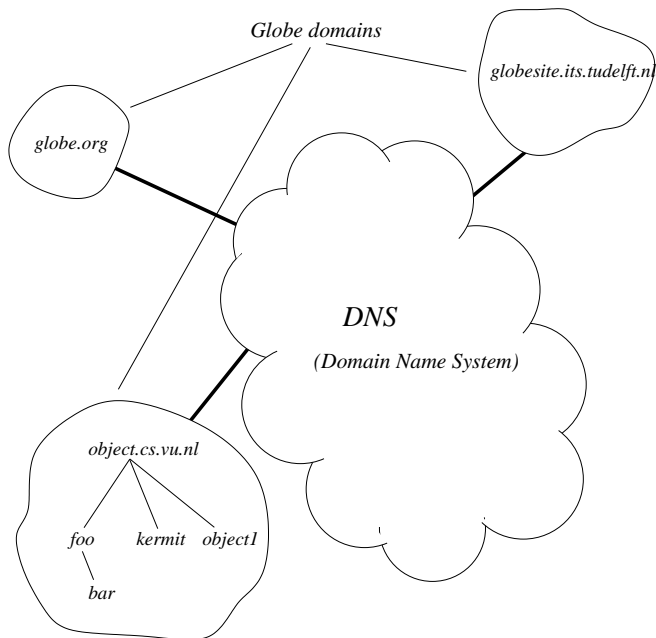 Globe domains
globesite.its.tudelft.nl
globe.org
DNS
(Domain Name System)
object.cs.vu.nl
foo kermit object1
bar